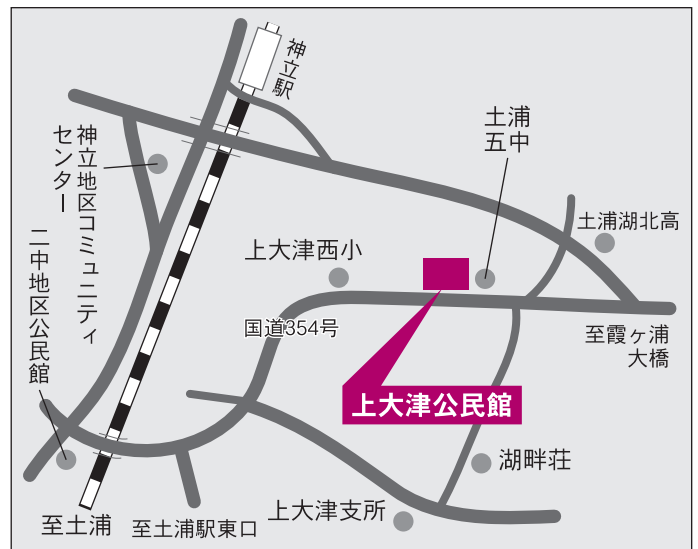 神立駅
土浦
五中
神立地区コミュニティ
センター
土浦湖北高
二中地区公民館
上大津西小
国道354号
至霞ヶ浦
大橋
上大津公民館
湖畔荘
上大津支所
至土浦
至土浦駅東口